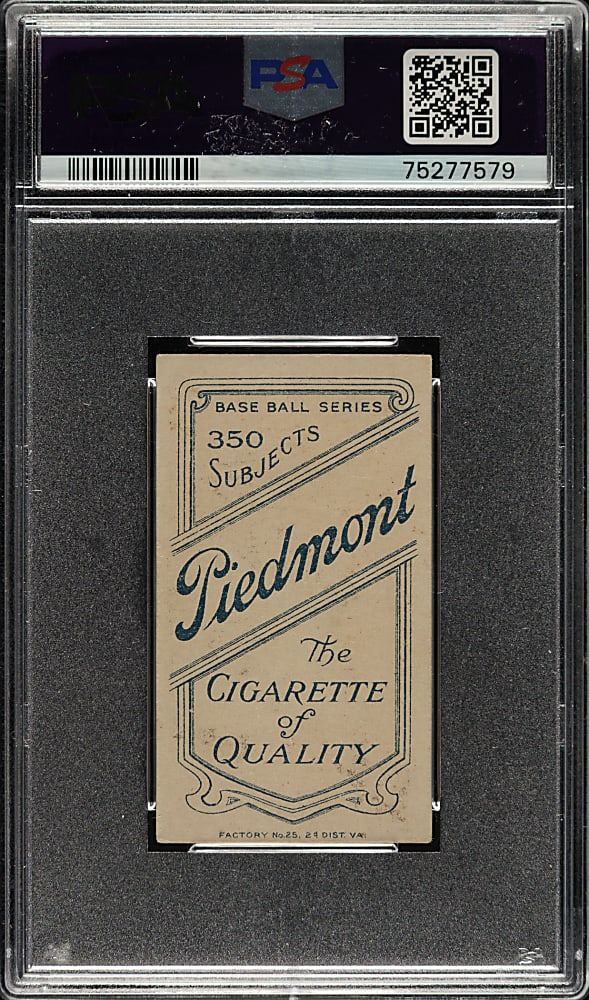 PSA
75277579
BASE BALL SERIES
350
SUBJECTS
Piedmont
The
CIGARETTE
of
QUALITY
FACTORY No. 25, 2d DIST. VA.